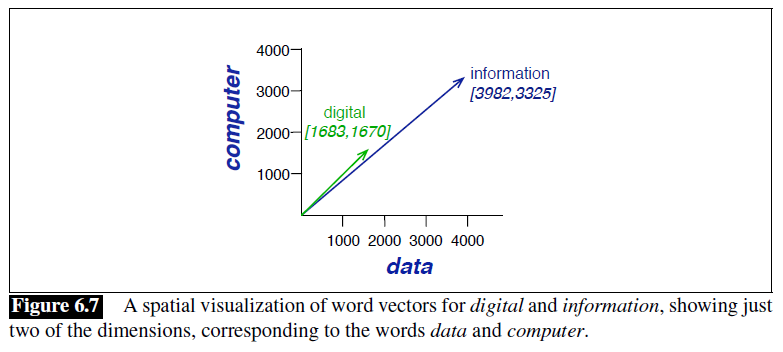 4000
computer
3000
2000
1000
information
[3982,3325]
digital
[1683,1670]
1000 2000 3000 4000
data
Figure 6.7 A spatial visualization of word vectors for digital and information, showing just
two of the dimensions, corresponding to the words data and computer.